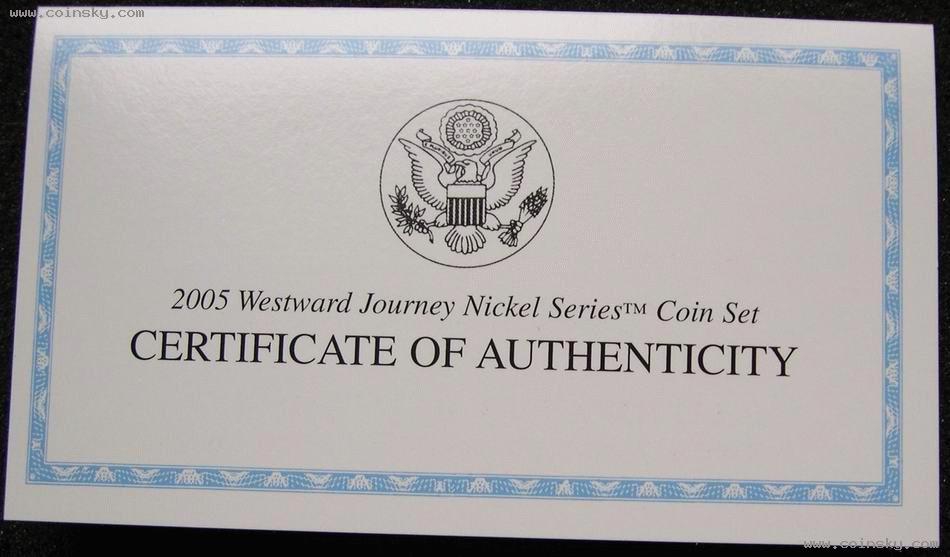 www.coinsky.com
2005 Westward Journey Nickel Series™ Coin Set
CERTIFICATE OF AUTHENTICITY
www.coinsky.com